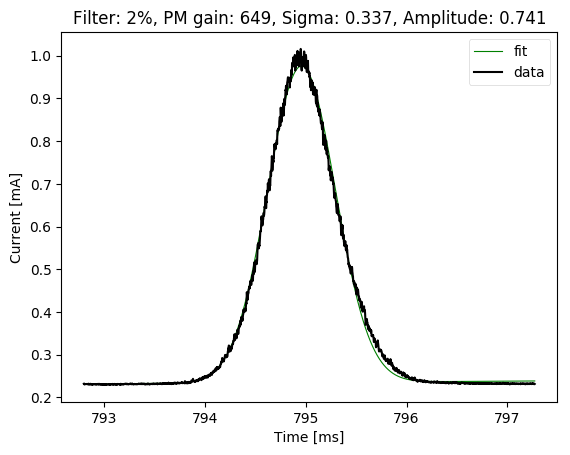 Filter: 2%, PM gain: 649, Sigma: 0.337, Amplitude: 0.741
fit
data
1.0
0.9
0.8
0.7
0.6
0.5
0.4
0.3
0.2
Current [mA]
793 794 795 796 797
Time [ms]